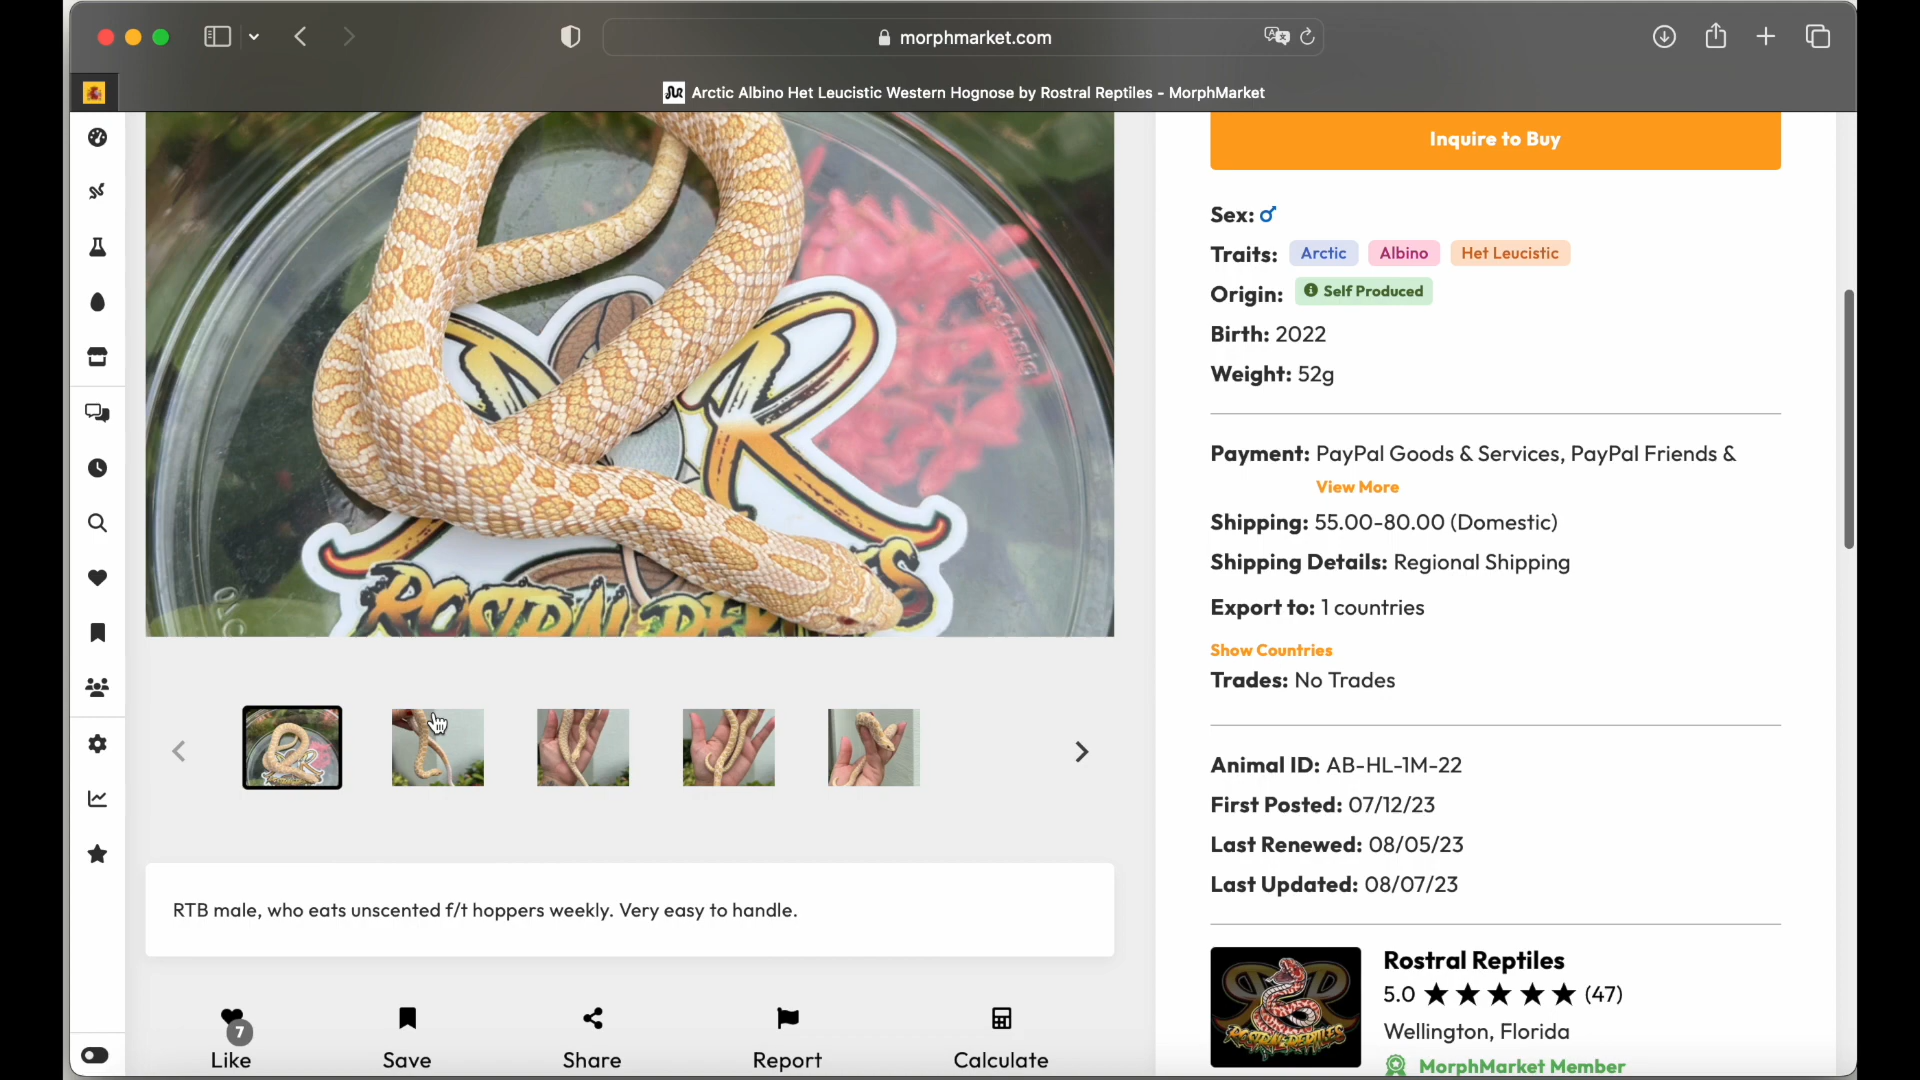 morphmarket.com
Arctic Albino Het Leucistic Western Hognose by Rostral Reptiles - MorphMarket
Inquire to Buy
Sex:
Traits: Arctic Albino Het Leucistic
Origin: Self Produced
Birth: 2022
Weight: 52g
Payment: PayPal Goods & Services, PayPal Friends &
View More
Shipping: 55.00-80.00 (Domestic)
Shipping Details: Regional Shipping
Export to: 1 countries
Show Countries
Trades: No Trades
Animal ID: AB-HL-1M-22
First Posted: 07/12/23
Last Renewed: 08/05/23
Last Updated: 08/07/23
Rostral Reptiles
5.0 ★★★★★ (47)
Wellington, Florida
MorphMarket Member
ROSTRAL REPTILES
RTB male, who eats unscented f/t hoppers weekly. Very easy to handle.
7
Like
Save
Share
Report
Calculate